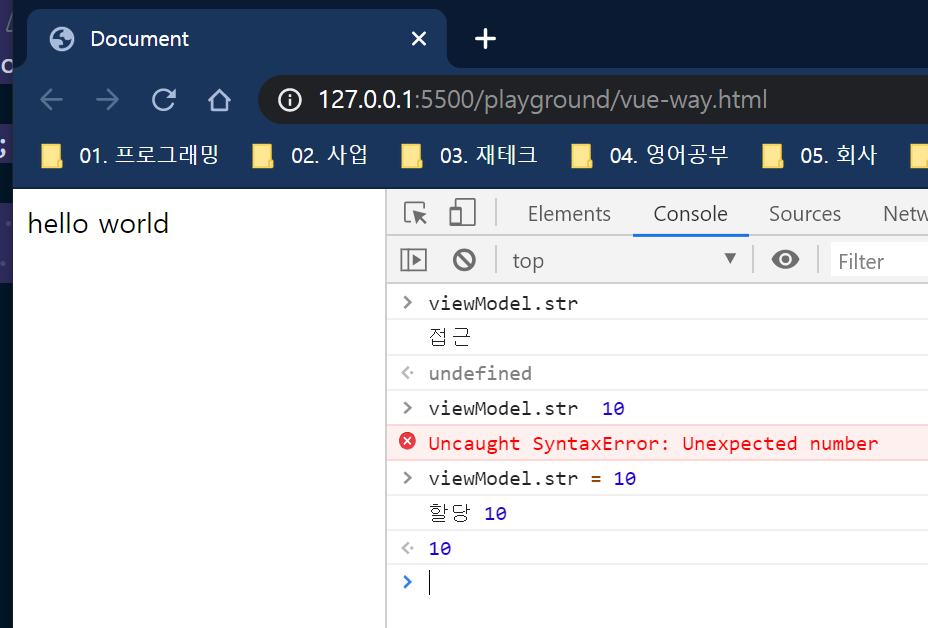 Document
127.0.0.1:5500/playground/vue-way.html
01. 프로그래밍 02. 사업 03. 재테크 04. 영어공부 05. 회사
hello world
Elements Console Sources Netw
top Filter
viewModel.str
접근
undefined
viewModel.str 10
Uncaught SyntaxError: Unexpected number
viewModel.str = 10
할당 10
10